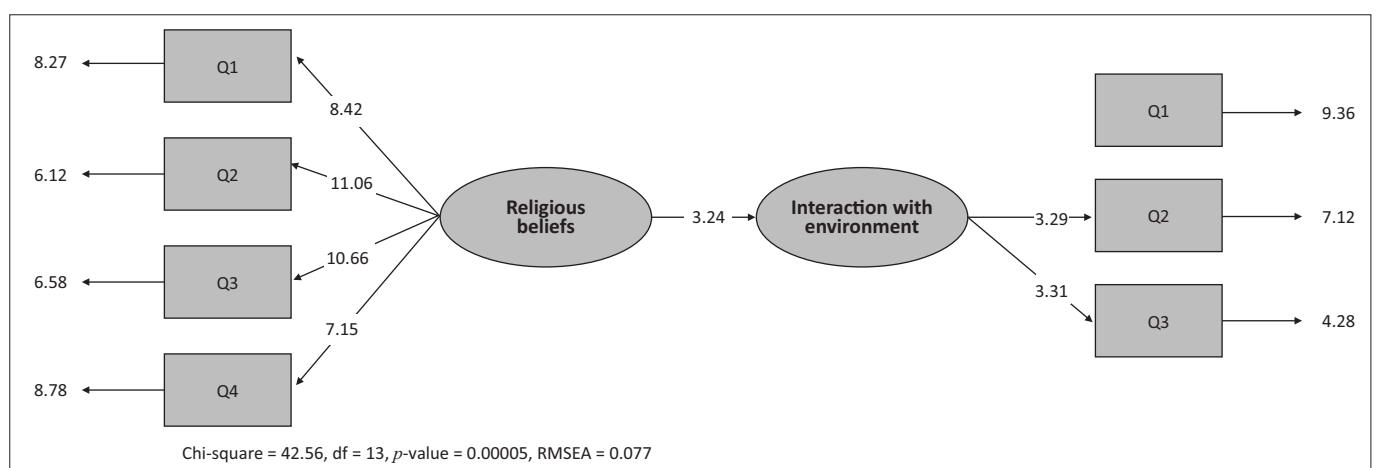 8.27
Q1
8.42
6.12
Q2
11.06
6.58
Q3
10.66
8.78
Q4
7.15
Religious
beliefs
3.24
Interaction with
environment
3.29
3.31
Q1
9.36
Q2
7.12
Q3
4.28
Chi-square = 42.56, df = 13, p-value = 0.00005, RMSEA = 0.077